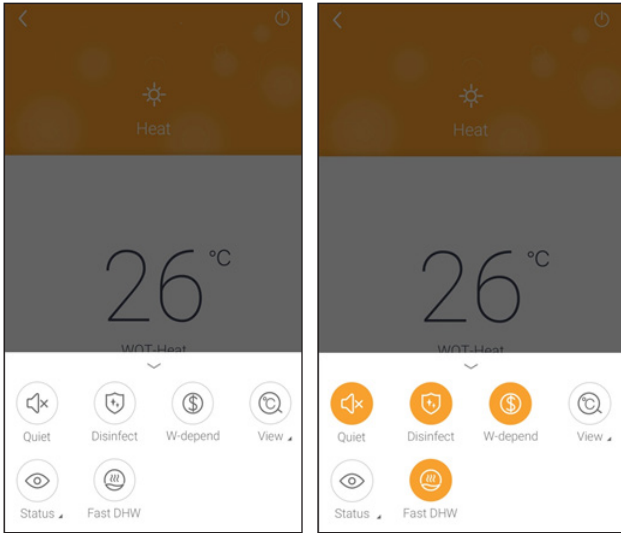 Heat
26 °C
WOT-Heat
Quiet Disinfect W-depend View
Status Fast DHW
Heat
26 °C
WOT-Heat
Quiet Disinfect W-depend View
Status Fast DHW